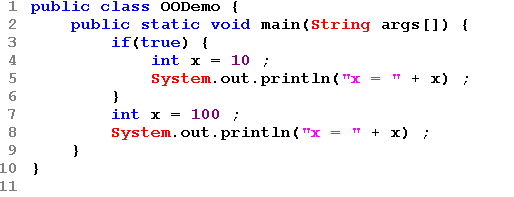 1 public class OODemo {
2     public static void main(String args[]) {
3         if(true) {
4             int x = 10 ;
5             System.out.println("x = " + x) ;
6         }
7         int x = 100 ;
8         System.out.println("x = " + x) ;
9     }
10 }
11